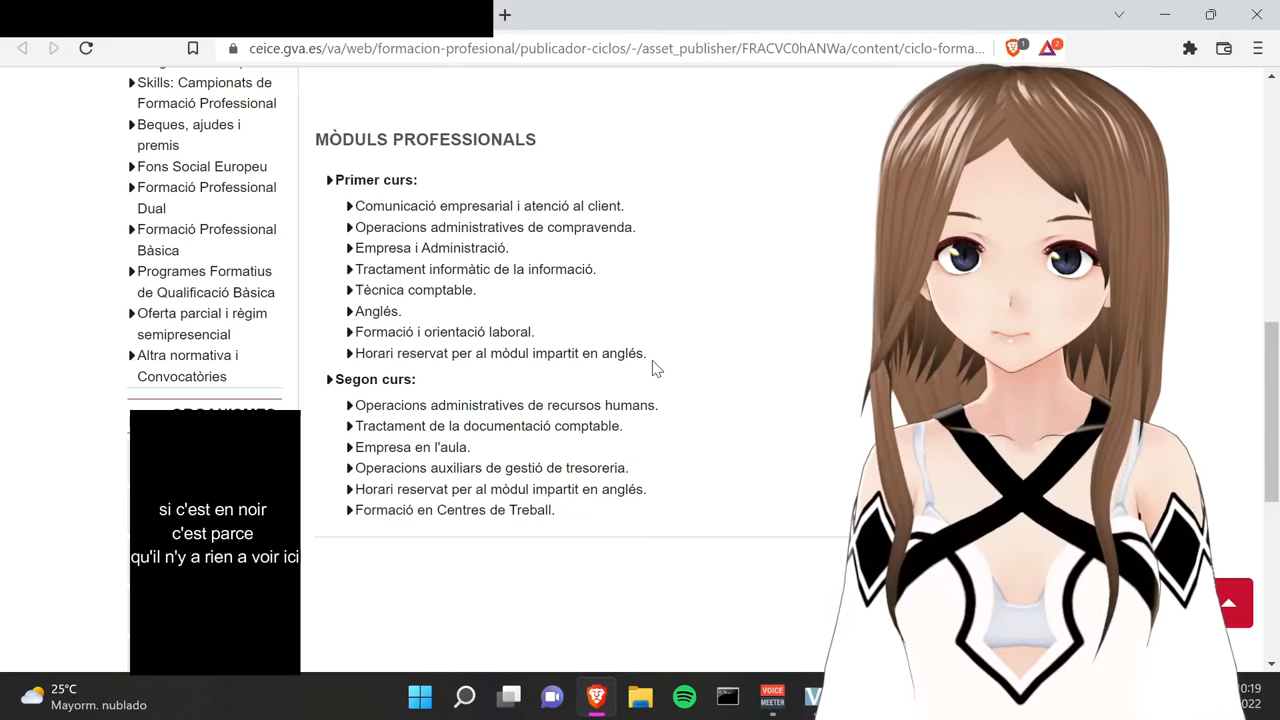 ceice.gva.es/va/web/formacion-profesional/publicador-ciclos/-/asset_publisher/FRACVC0hANWa/content/ciclo-forma...
1
2
Skills: Campionats de
Formació Professional
Beques, ajudes i
premis
Fons Social Europeu
Formació Professional
Dual
Formació Professional
Bàsica
Programes Formatius
de Qualificació Bàsica
Oferta parcial i règim
semipresencial
Altra normativa i
Convocatòries
si c'est en noir
c'est parce
qu'il n'y a rien a voir ici
MÒDULS PROFESSIONALS
Primer curs:
Comunicació empresarial i atenció al client.
Operacions administratives de compravenda.
Empresa i Administració.
Tractament informàtic de la informació.
Tècnica comptable.
Anglés.
Formació i orientació laboral.
Horari reservat per al mòdul impartit en anglés.
Segon curs:
Operacions administratives de recursos humans.
Tractament de la documentació comptable.
Empresa en l'aula.
Operacions auxiliars de gestió de tresoreria.
Horari reservat per al mòdul impartit en anglés.
Formació en Centres de Treball.
25°C
Mayorm. nublado
VOICE
MEETER